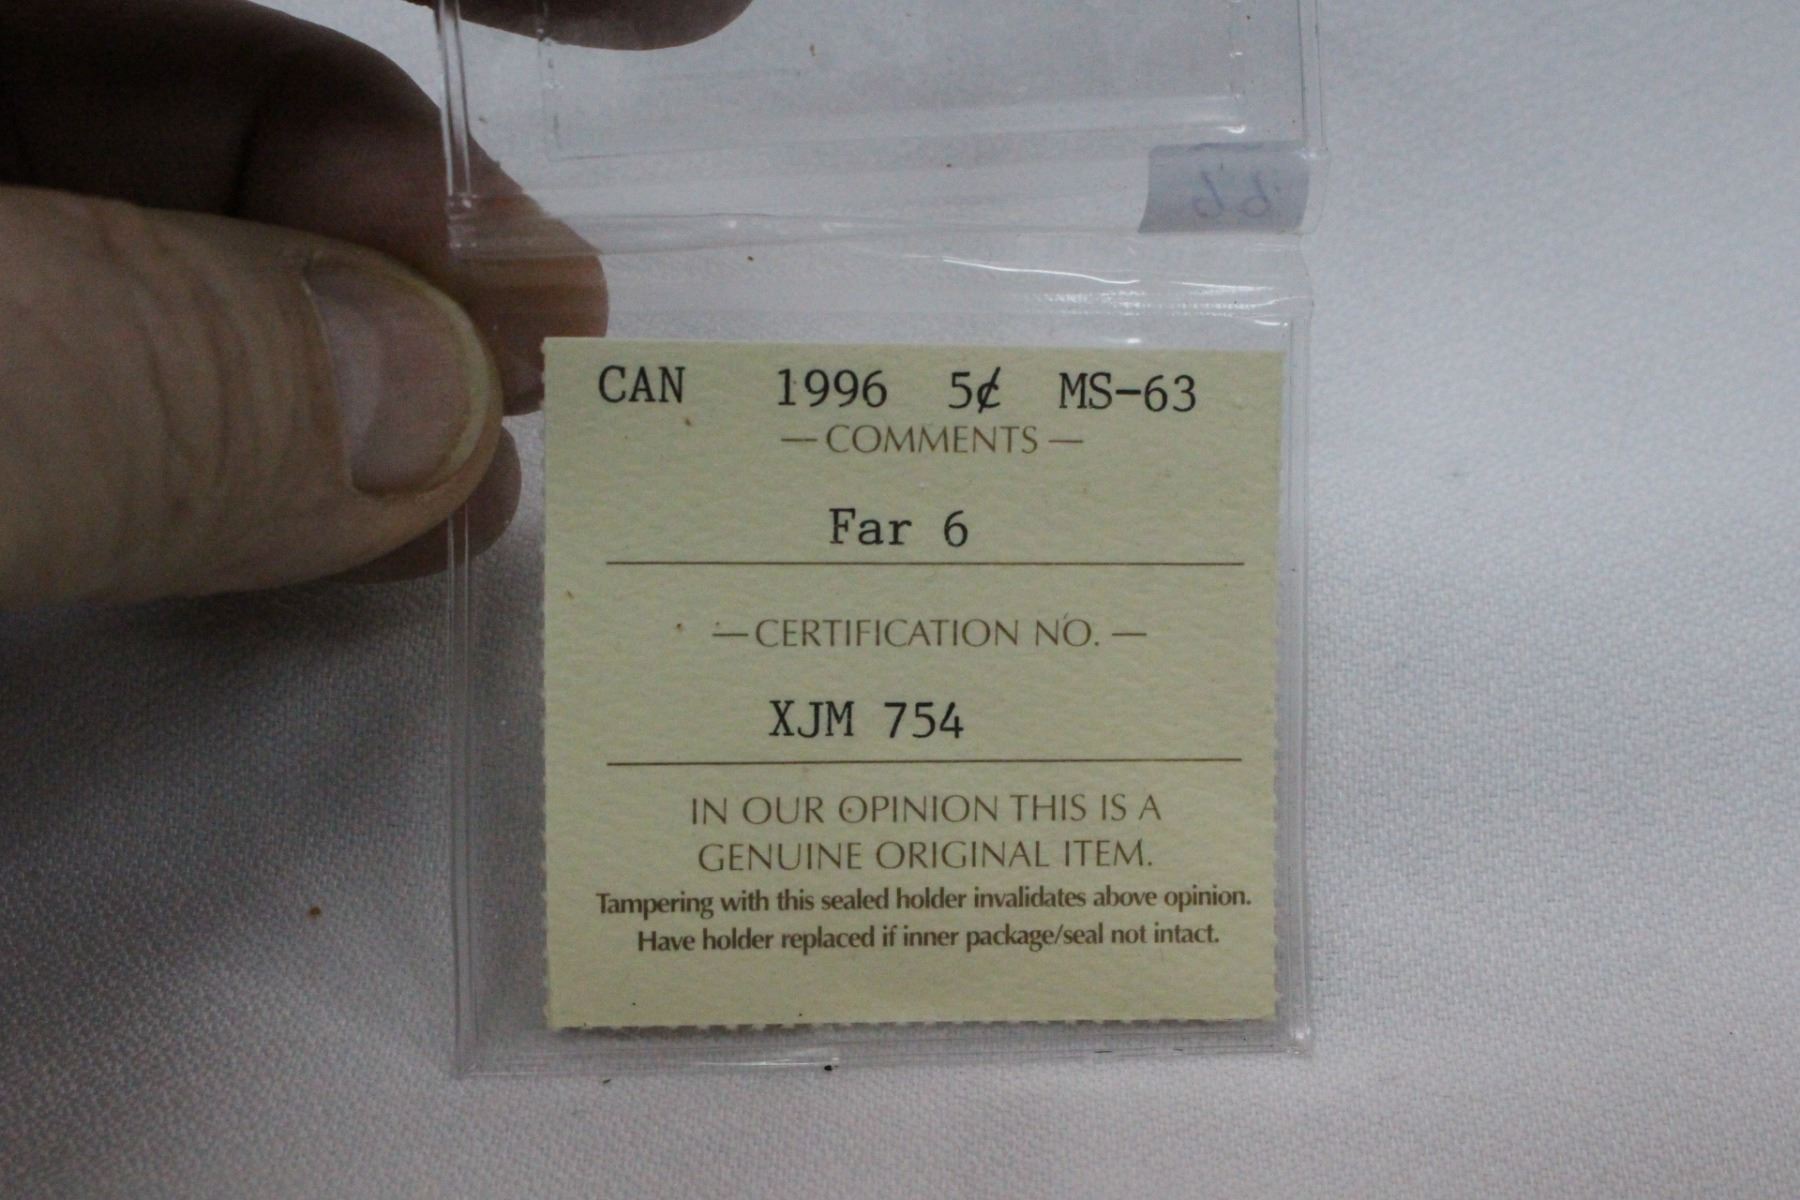 CAN 1996 5¢ MS-63
— COMMENTS —
Far 6
— CERTIFICATION NO. —
XJM 754
IN OUR OPINION THIS IS A
GENUINE ORIGINAL ITEM.
Tampering with this sealed holder invalidates above opinion.
Have holder replaced if inner package/seal not intact.